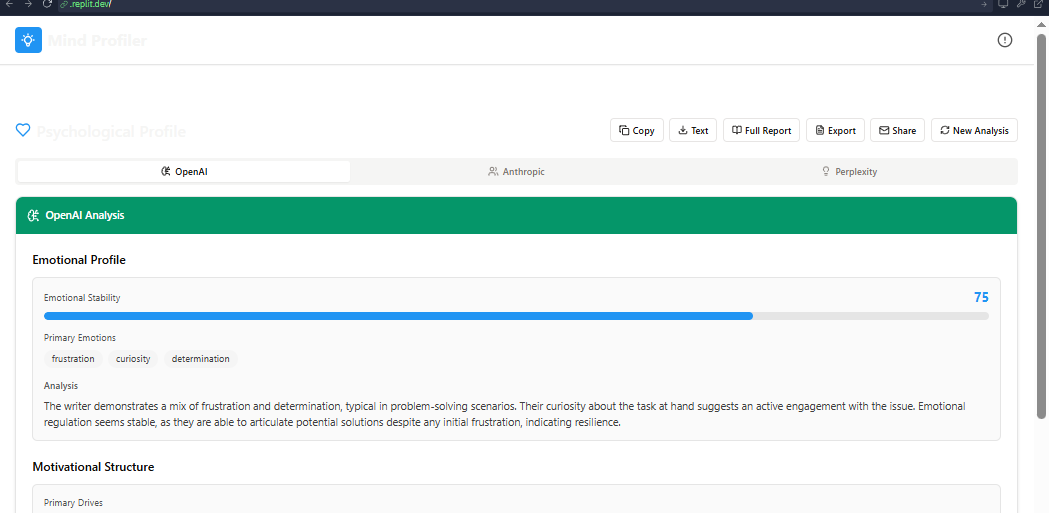 .replit.dev/
Mind Profiler
Psychological Profile
Copy
Text
Full Report
Export
Share
New Analysis
OpenAI
Anthropic
Perplexity
OpenAI Analysis
Emotional Profile
Emotional Stability
75
Primary Emotions
frustration
curiosity
determination
Analysis
The writer demonstrates a mix of frustration and determination, typical in problem-solving scenarios. Their curiosity about the task at hand suggests an active engagement with the issue. Emotional
regulation seems stable, as they are able to articulate potential solutions despite any initial frustration, indicating resilience.
Motivational Structure
Primary Drives